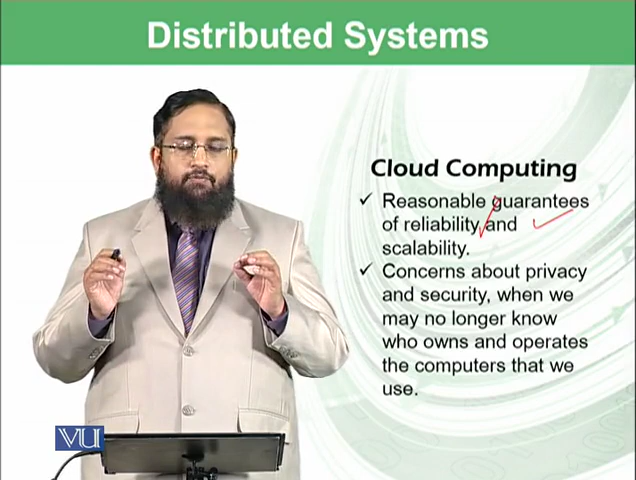 Distributed Systems
Cloud Computing
✓ Reasonable guarantees
of reliability and
scalability.
✓ Concerns about privacy
and security, when we
may no longer know
who owns and operates
the computers that we
use.
VU